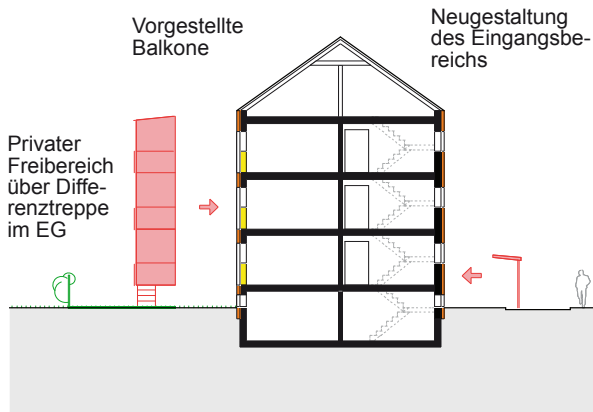 Vorgestellte
Balkone
Neugestaltung
des Eingangsbe-
reichs
Privater
Freibereich
über Diffe-
renztreppe
im EG